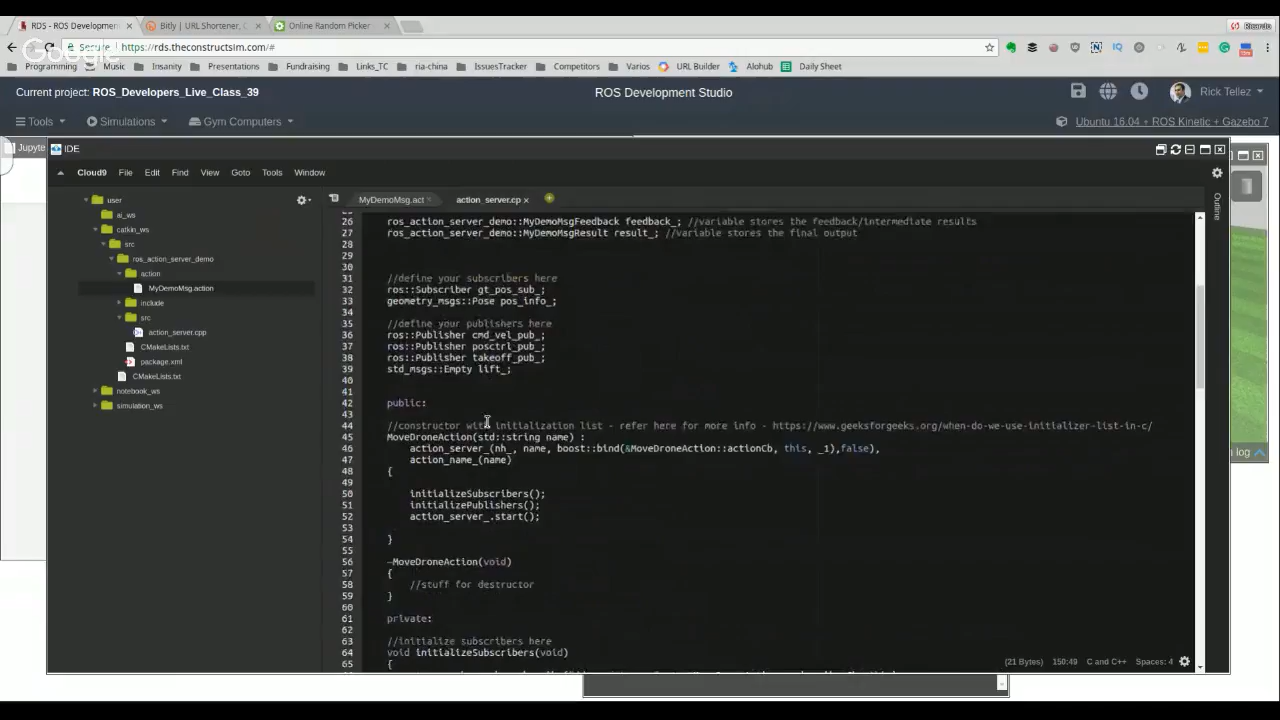 RDS - ROS Developmen
Bitly | URL Shortener, C
Online Random Picker
Ricardo
Google
Secure
https://rds.theconstructsim.com/#
Programming
Music
Insanity
Presentations
Fundraising
Links_TC
ria-china
IssuesTracker
Competitors
Varios
URL Builder
Alohub
Daily Sheet
Current project: ROS_Developers_Live_Class_39
ROS Development Studio
Rick Tellez
Tools
Simulations
Gym Computers
Ubuntu 16.04 + ROS Kinetic + Gazebo 7
Jupyte
IDE
Cloud9 File Edit Find View Goto Tools Window
user
ai_ws
catkin_ws
src
ros_action_server_demo
action
MyDemoMsg.action
include
src
action_server.cpp
CMakeLists.txt
package.xml
CMakeLists.txt
notebook_ws
simulation_ws
MyDemoMsg.act
action_server.cp
Outline
26 ros_action_server_demo::MyDemoMsgFeedback feedback_; //variable stores the feedback/intermediate results
27 ros_action_server_demo::MyDemoMsgResult result_; //variable stores the final output
28
29
30
31 //define your subscribers here
32 ros::Subscriber gt_pos_sub_;
33 geometry_msgs::Pose pos_info_;
34
35 //define your publishers here
36 ros::Publisher cmd_vel_pub_;
37 ros::Publisher posctrl_pub_;
38 ros::Publisher takeoff_pub_;
39 std_msgs::Empty lift_;
40
41
42 public:
43
44 //constructor with initialization list - refer here for more info - https://www.geeksforgeeks.org/when-do-we-use-initializer-list-in-c/
45 MoveDroneAction(std::string name) :
46 action_server_(nh_, name, boost::bind(&MoveDroneAction::actionCb, this, _1),false),
47 action_name_(name)
48 {
49
50 initializeSubscribers();
51 initializePublishers();
52 action_server_.start();
53
54 }
55
56 ~MoveDroneAction(void)
57 {
58 //stuff for destructor
59 }
60
61 private:
62
63 //initialize subscribers here
64 void initializeSubscribers(void)
65 {
(21 Bytes) 150:49 C and C++ Spaces: 4
n log